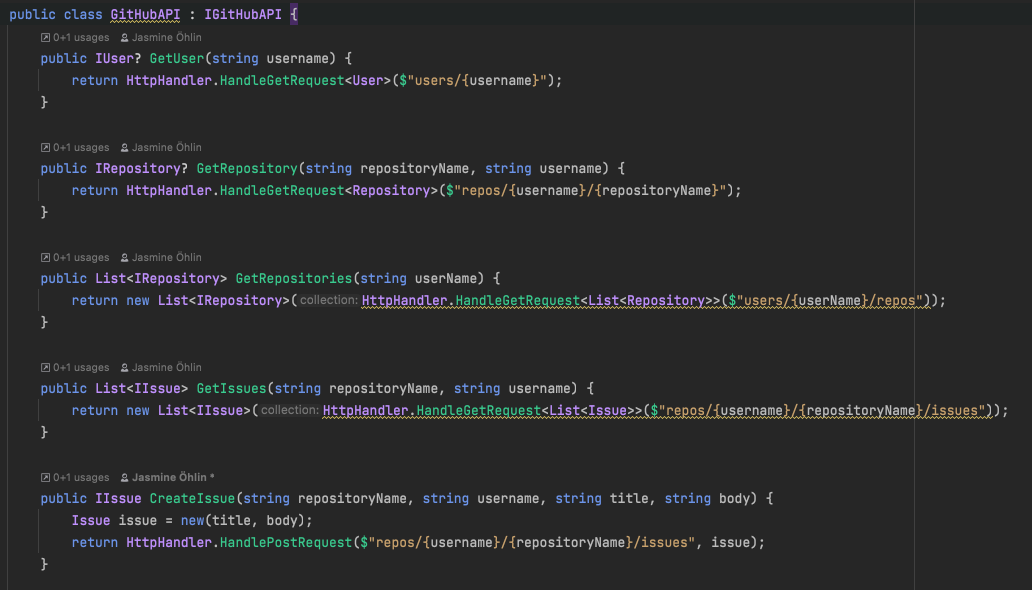 public class GitHubAPI : IGitHubAPI {
0+1 usages Jasmine Öhlin
public IUser? GetUser(string username) {
return HttpHandler.HandleGetRequest<User>($"users/{username}");
}
0+1 usages Jasmine Öhlin
public IRepository? GetRepository(string repositoryName, string username) {
return HttpHandler.HandleGetRequest<Repository>($"repos/{username}/{repositoryName}");
}
0+1 usages Jasmine Öhlin
public List<IRepository> GetRepositories(string userName) {
return new List<IRepository>( collection: HttpHandler.HandleGetRequest<List<Repository>>($"users/{userName}/repos"));
}
0+1 usages Jasmine Öhlin
public List<IIssue> GetIssues(string repositoryName, string username) {
return new List<IIssue>( collection: HttpHandler.HandleGetRequest<List<Issue>>($"repos/{username}/{repositoryName}/issues"));
}
0+1 usages Jasmine Öhlin *
public IIssue CreateIssue(string repositoryName, string username, string title, string body) {
Issue issue = new(title, body);
return HttpHandler.HandlePostRequest($"repos/{username}/{repositoryName}/issues", issue);
}